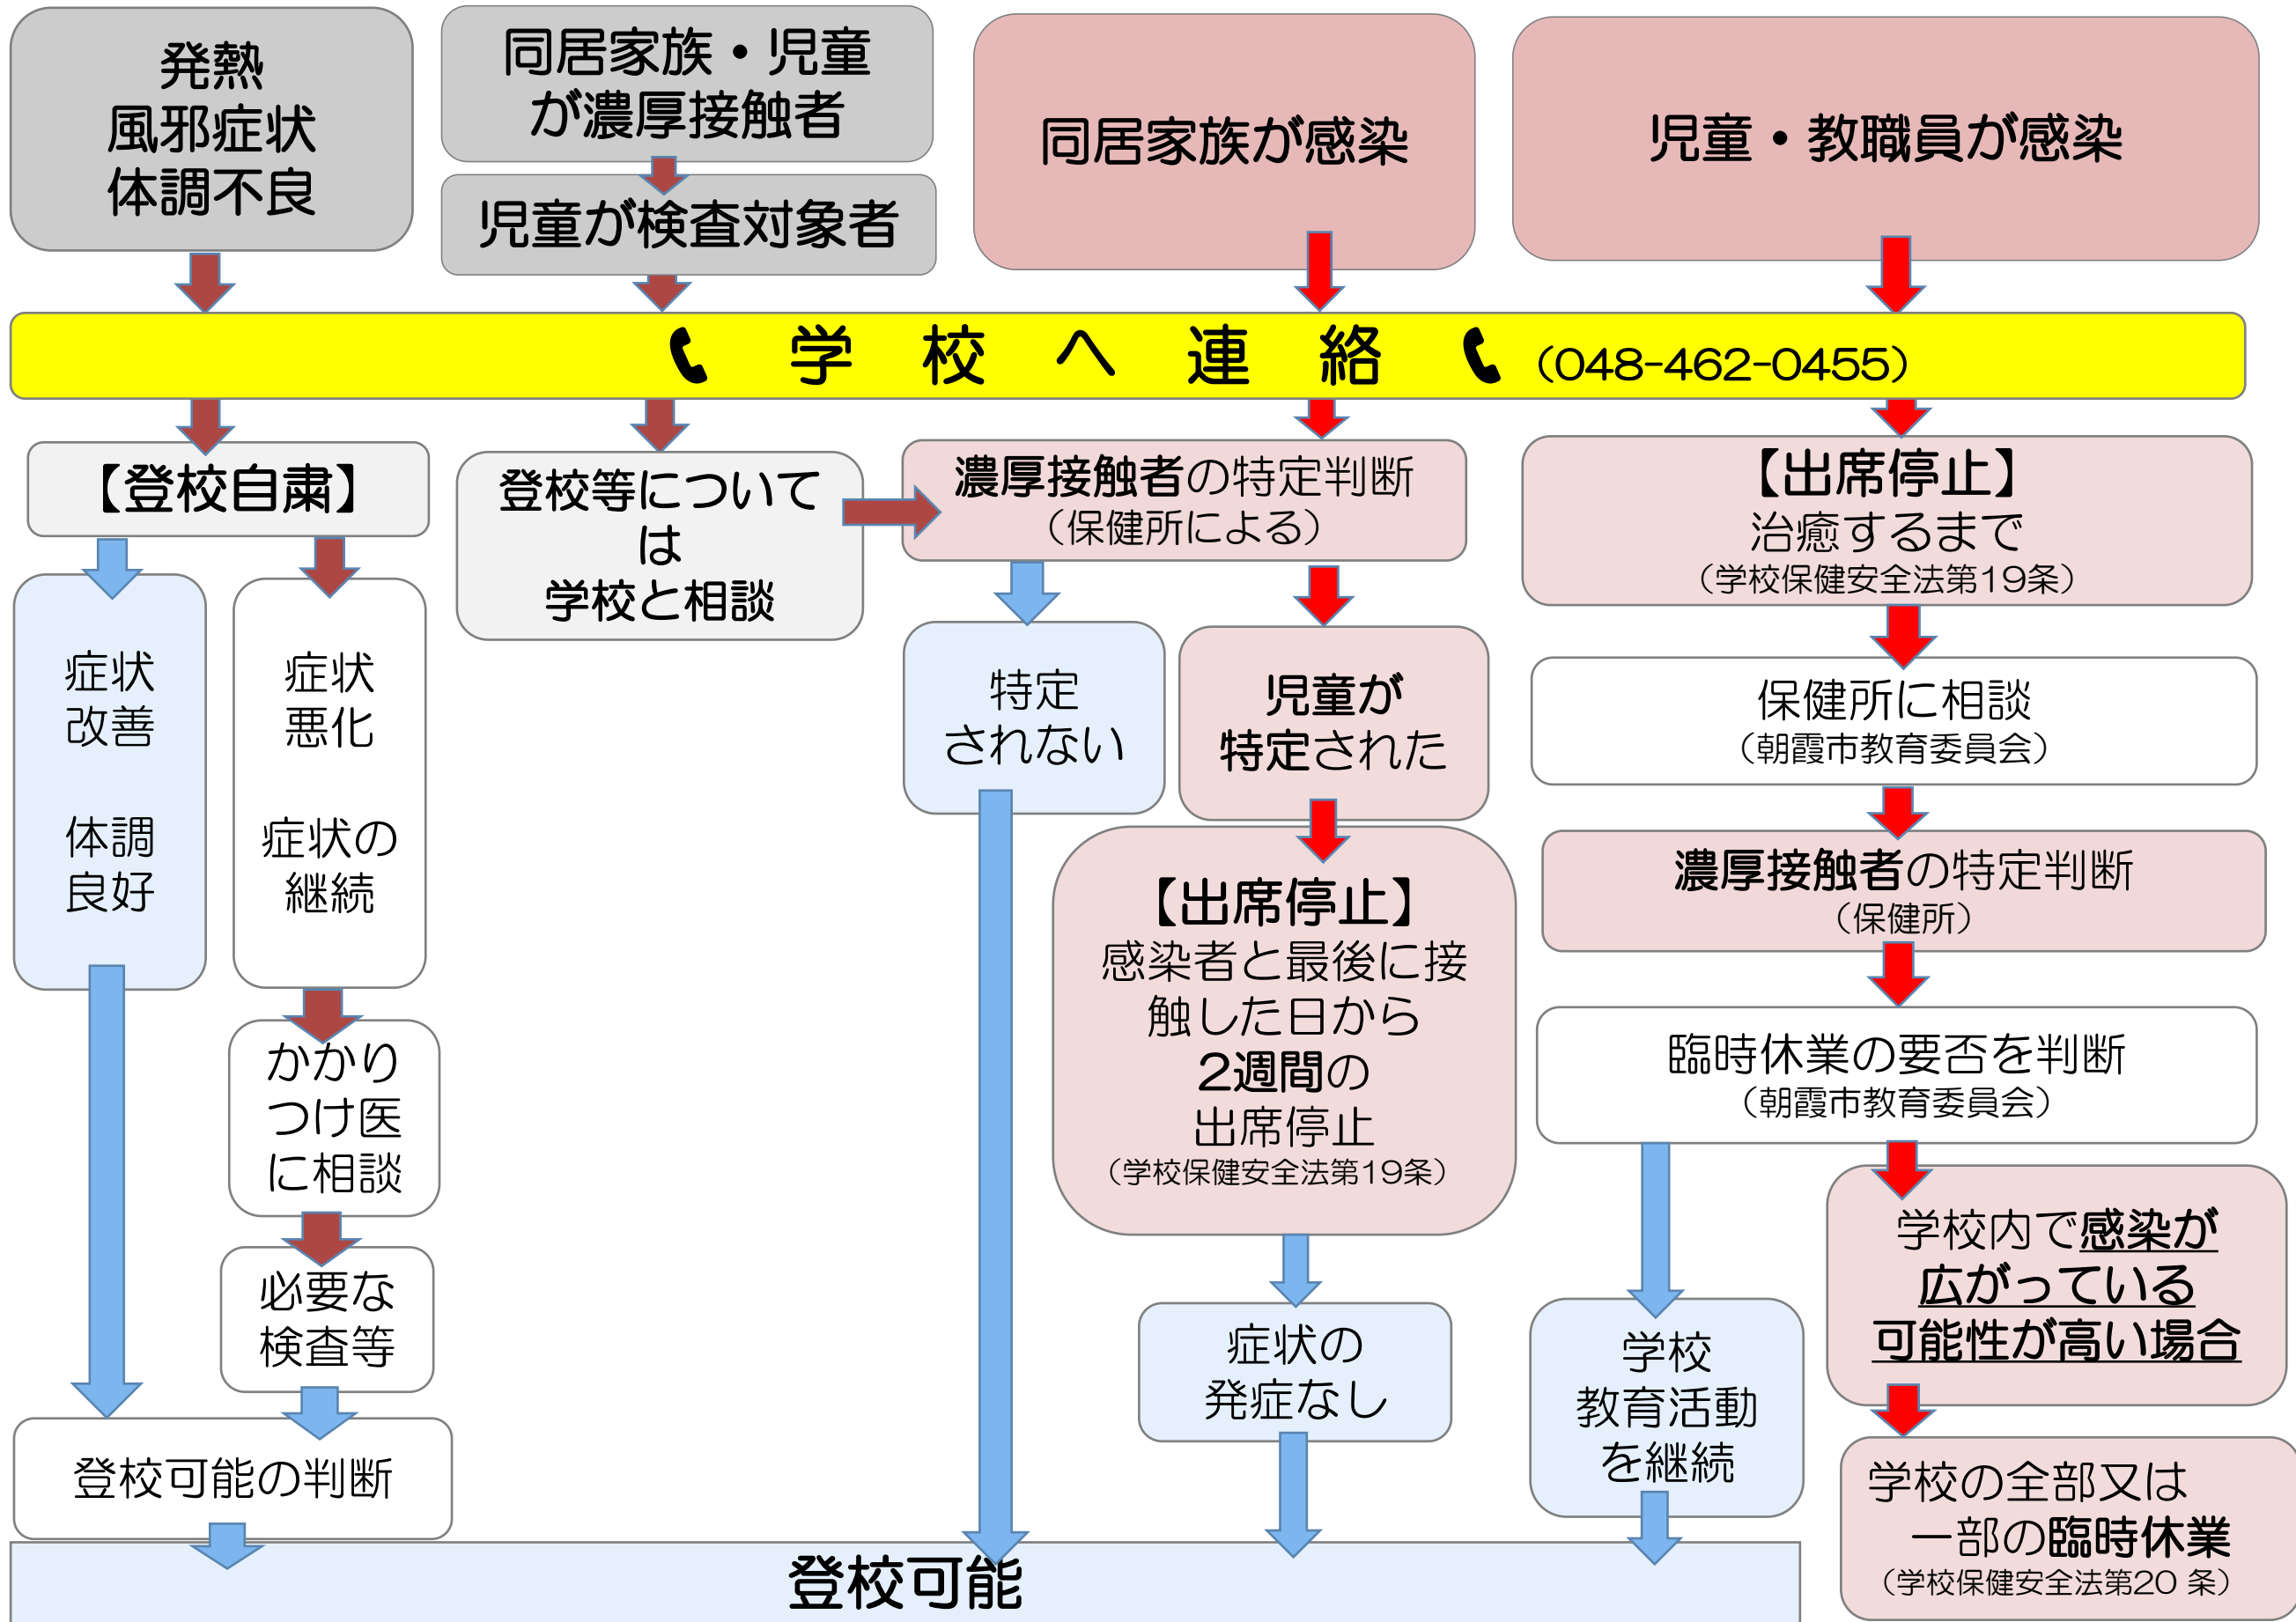 発熱
風邪症状
体調不良
同居家族・児童
が濃厚接触者
児童が検査対象者
同居家族が感染
児童・教職員が感染
学校へ連絡 (048-462-0455)
【登校自粛】
症状
改善
体調
良好
症状
悪化
症状の
継続
かかり
つけ医
に相談
必要な
検査等
登校可能の判断
登校等について
は
学校と相談
濃厚接触者の特定判断
(保健所による)
特定
されない
児童が
特定された
【出席停止】
感染者と最後に接
触した日から
2週間の
出席停止
(学校保健安全法第19条)
症状の
発症なし
【出席停止】
治癒するまで
(学校保健安全法第19条)
保健所に相談
(朝霞市教育委員会)
濃厚接触者の特定判断
(保健所)
臨時休業の要否を判断
(朝霞市教育委員会)
学校
教育活動
を継続
学校内で感染が
広がっている
可能性が高い場合
学校の全部又は
一部の臨時休業
(学校保健安全法第20 条)
登校可能